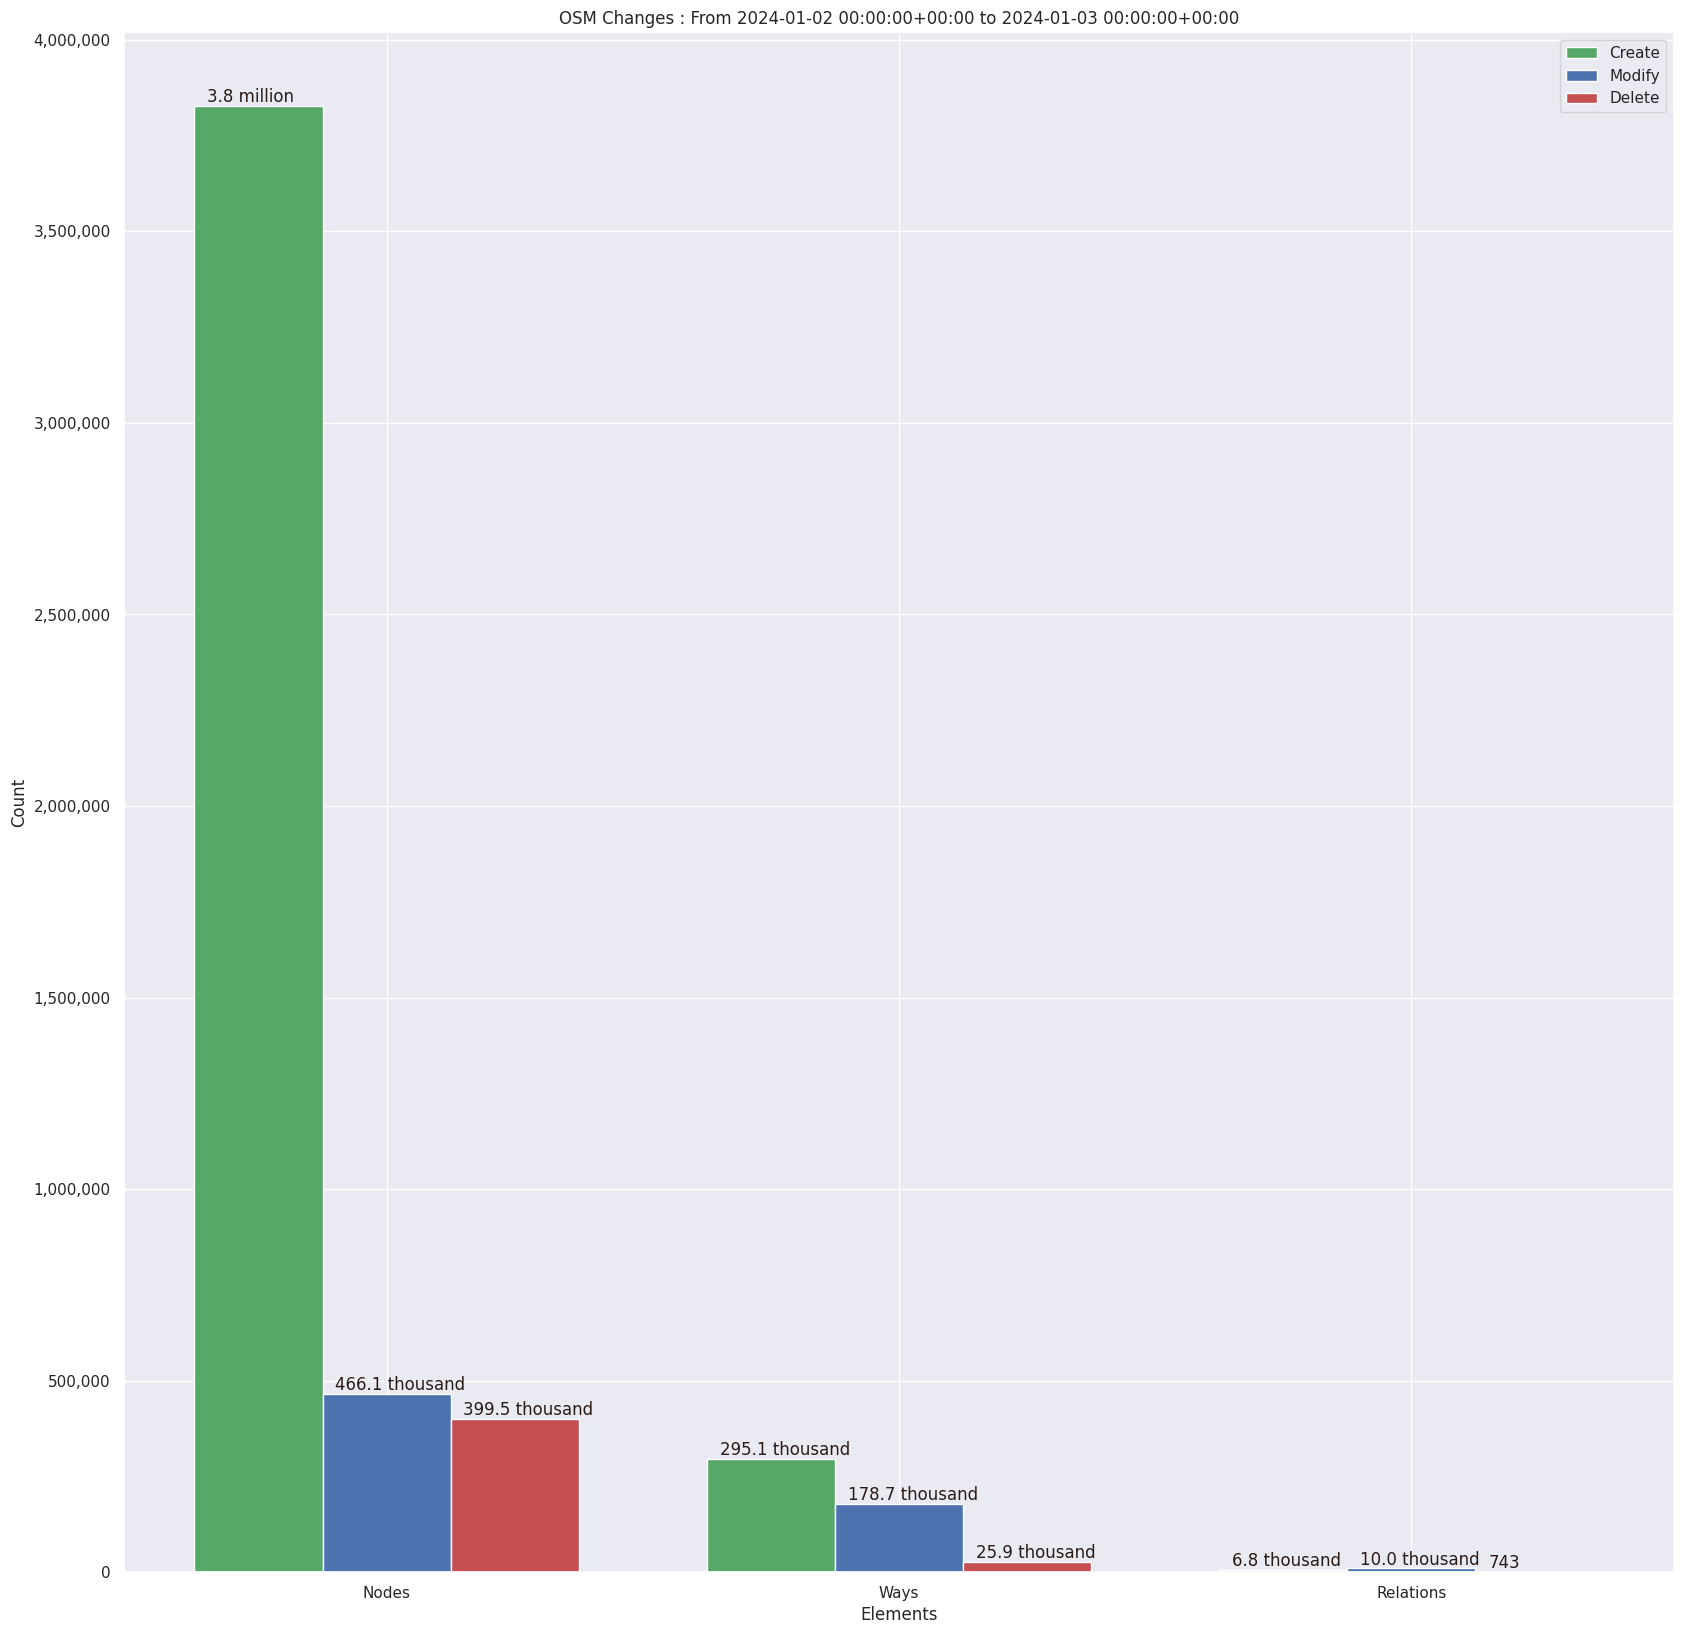 OSM Changes : From 2024-01-02 00:00:00+00:00 to 2024-01-03 00:00:00+00:00
Create
Modify
Delete
4,000,000
3,500,000
3,000,000
2,500,000
2,000,000
1,500,000
1,000,000
500,000
0
Count
3.8 million
466.1 thousand
399.5 thousand
295.1 thousand
178.7 thousand
25.9 thousand
6.8 thousand
10.0 thousand
743
Nodes
Ways
Relations
Elements